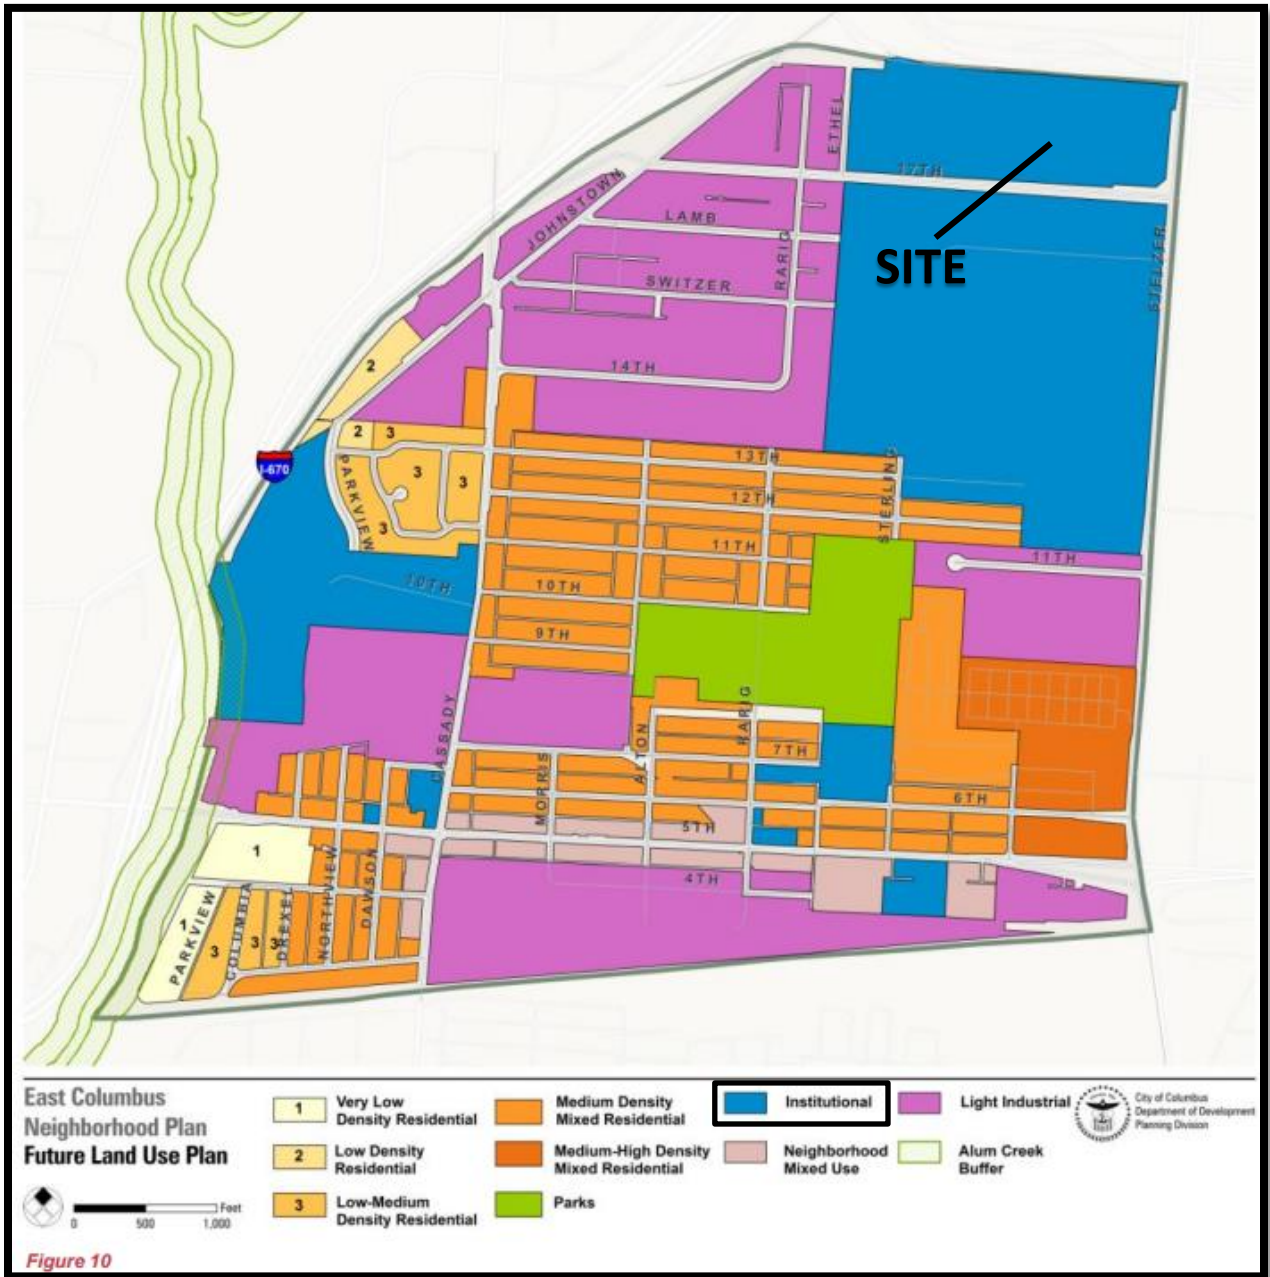 ETHEL
17TH
JOHNSTOWN
LAMB
RARIG
SITE
STELZER
SWITZER
14TH
2
2
3
I-670
PARKVIEW
3
3
3
13TH
STERLING
12TH
11TH
11TH
10TH
10TH
9TH
CASSADY
ALTON
RARIG
7TH
MORRIS
6TH
5TH
1
4TH
1
PARKVIEW
3
COLUMBIA
3
DREXEL
3
NORTHVIEW
DAWSON
East Columbus
Neighborhood Plan
Future Land Use Plan
Feet
0 500 1,000
Figure 10
1 Very Low
Density Residential
2 Low Density
Residential
3 Low-Medium
Density Residential
Medium Density
Mixed Residential
Medium-High Density
Mixed Residential
Parks
Institutional
Neighborhood
Mixed Use
Light Industrial
Alum Creek
Buffer
City of Columbus
Department of Development
Planning Division